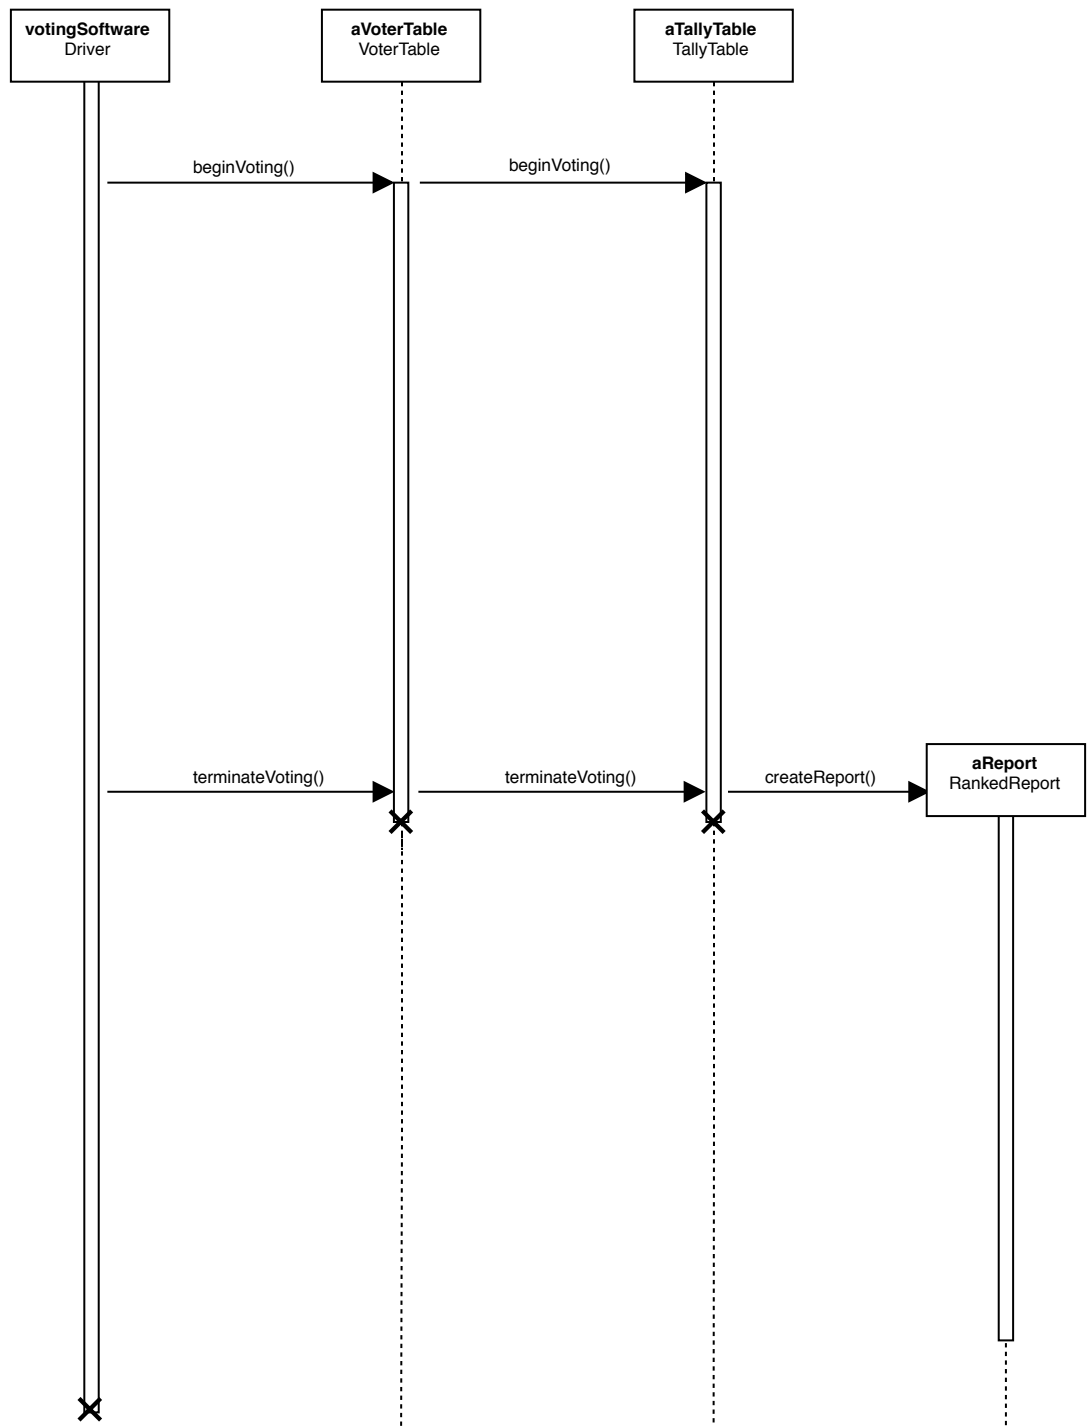 votingSoftware
Driver
aVoterTable
VoterTable
aTallyTable
TallyTable
beginVoting()
beginVoting()
terminateVoting()
terminateVoting()
createReport()
aReport
RankedReport